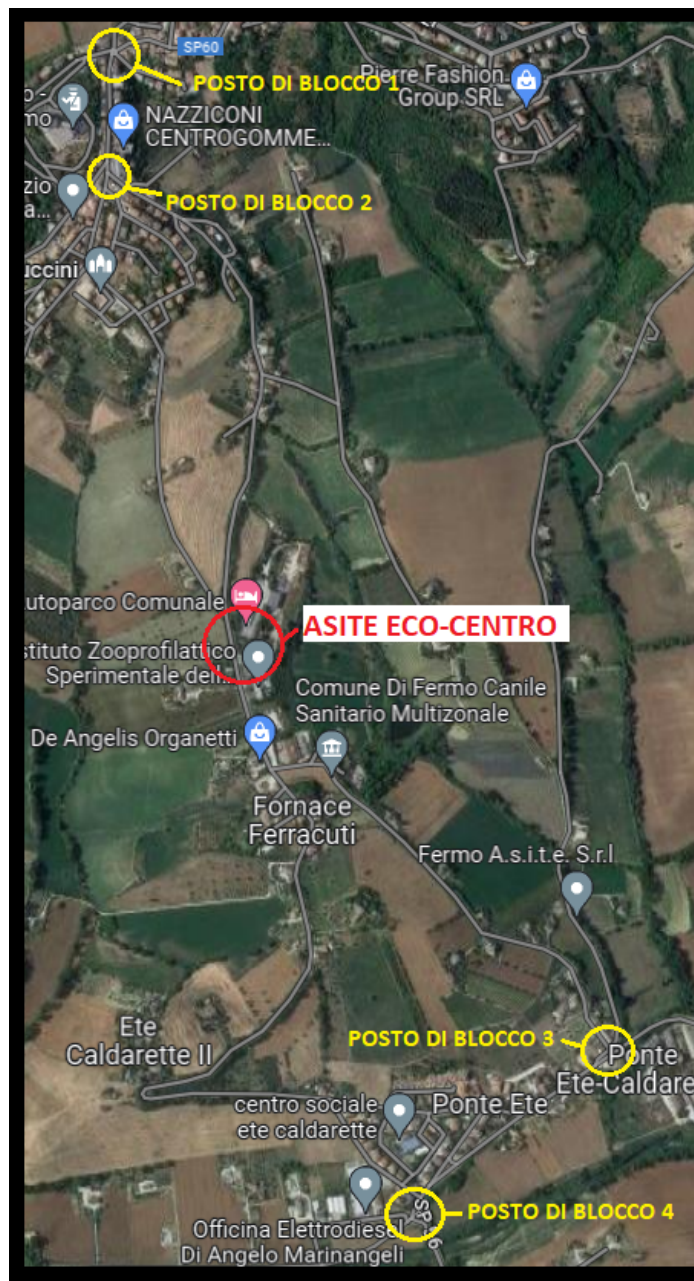 SP60
POSTO DI BLOCCO 1
Pierre Fashion
Group SRL
mo
NAZZICONI
CENTROGOMME...
zio
a...
POSTO DI BLOCCO 2
uccini
utoparco Comunale
ASITE ECO-CENTRO
stituto Zooprofilattico
Sperimentale dell...
Comune Di Fermo Canile
Sanitario Multizonale
De Angelis Organetti
Fornace
Ferracuti
Fermo A.s.i.t.e. S.r.l
Ete
Caldarette II
POSTO DI BLOCCO 3
Ponte
Ete-Caldare
centro sociale
ete caldarette
Ponte Ete
POSTO DI BLOCCO 4
Officina Elettrodiesel
Di Angelo Marinangeli